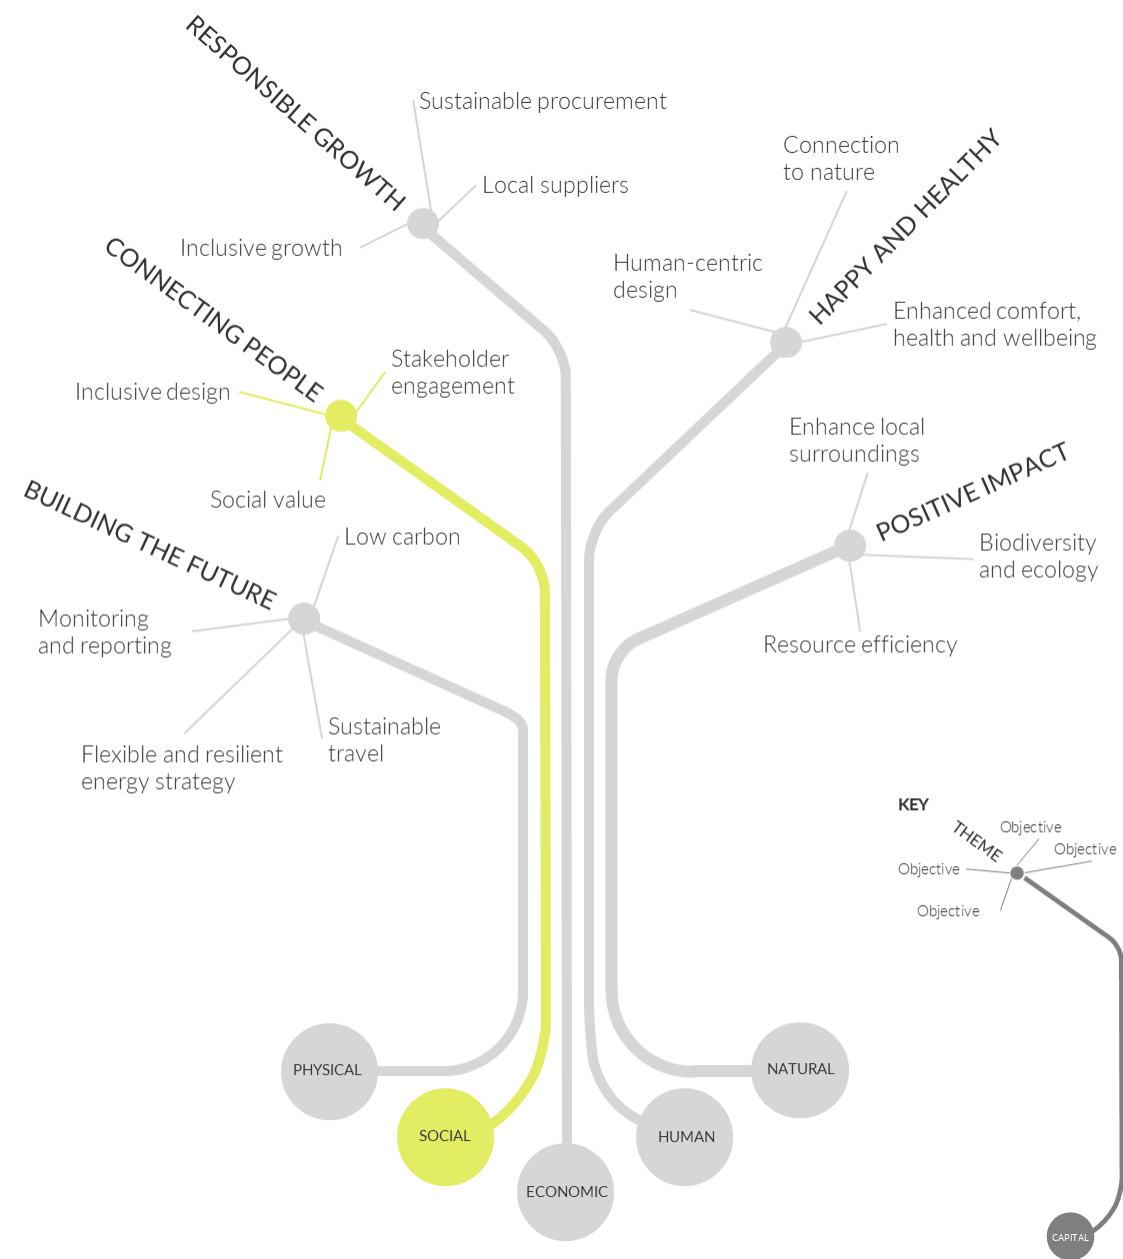 RESPONSIBLE GROWTH
Sustainable procurement
Local suppliers
Inclusive growth
CONNECTING PEOPLE
Stakeholder
engagement
Inclusive design
Social value
BUILDING THE FUTURE
Low carbon
Monitoring
and reporting
Flexible and resilient
energy strategy
Sustainable
travel
HAPPY AND HEALTHY
Connection
to nature
Human-centric
design
Enhanced comfort,
health and wellbeing
POSITIVE IMPACT
Enhance local
surroundings
Biodiversity
and ecology
Resource efficiency
PHYSICAL
SOCIAL
ECONOMIC
HUMAN
NATURAL
KEY
THEME
Objective
Objective
Objective
Objective
CAPITAL